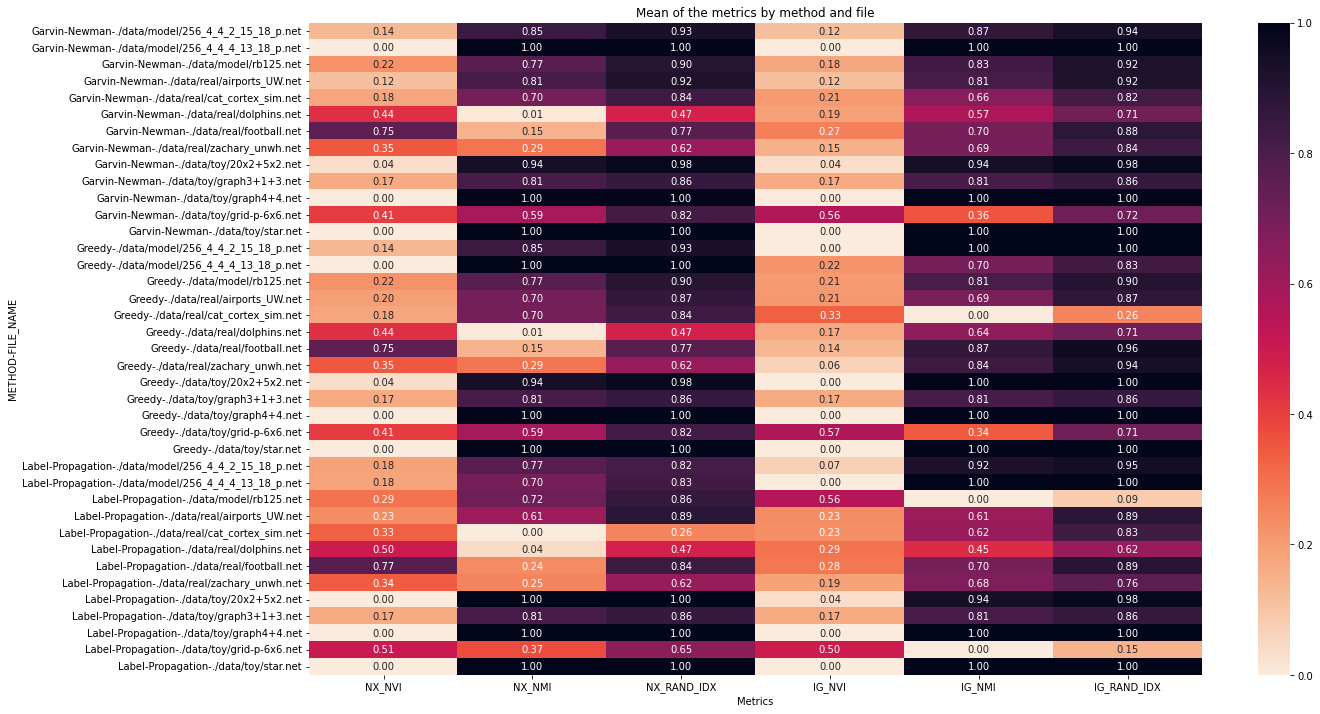 Mean of the metrics by method and file
Garvin-Newman-./data/model/256_4_4_2_15_18_p.net 0.14 0.85 0.93 0.12 0.87 0.94
Garvin-Newman-./data/model/256_4_4_4_13_18_p.net 0.00 1.00 1.00 0.00 1.00 1.00
Garvin-Newman-./data/model/rb125.net 0.22 0.77 0.90 0.18 0.83 0.92
Garvin-Newman-./data/real/airports_UW.net 0.12 0.81 0.92 0.12 0.81 0.92
Garvin-Newman-./data/real/cat_cortex_sim.net 0.18 0.70 0.84 0.21 0.66 0.82
Garvin-Newman-./data/real/dolphins.net 0.44 0.01 0.47 0.19 0.57 0.71
Garvin-Newman-./data/real/football.net 0.75 0.15 0.77 0.27 0.70 0.88
Garvin-Newman-./data/real/zachary_unwh.net 0.35 0.29 0.62 0.15 0.69 0.84
Garvin-Newman-./data/toy/20x2+5x2.net 0.04 0.94 0.98 0.04 0.94 0.98
Garvin-Newman-./data/toy/graph3+1+3.net 0.17 0.81 0.86 0.17 0.81 0.86
Garvin-Newman-./data/toy/graph4+4.net 0.00 1.00 1.00 0.00 1.00 1.00
Garvin-Newman-./data/toy/grid-p-6x6.net 0.41 0.59 0.82 0.56 0.36 0.72
Garvin-Newman-./data/toy/star.net 0.00 1.00 1.00 0.00 1.00 1.00
Greedy-./data/model/256_4_4_2_15_18_p.net 0.14 0.85 0.93 0.00 1.00 1.00
Greedy-./data/model/256_4_4_4_13_18_p.net 0.00 1.00 1.00 0.22 0.70 0.83
Greedy-./data/model/rb125.net 0.22 0.77 0.90 0.21 0.81 0.90
Greedy-./data/real/airports_UW.net 0.20 0.70 0.87 0.21 0.69 0.87
Greedy-./data/real/cat_cortex_sim.net 0.18 0.70 0.84 0.33 0.00 0.26
Greedy-./data/real/dolphins.net 0.44 0.01 0.47 0.17 0.64 0.71
Greedy-./data/real/football.net 0.75 0.15 0.77 0.14 0.87 0.96
Greedy-./data/real/zachary_unwh.net 0.35 0.29 0.62 0.06 0.84 0.94
Greedy-./data/toy/20x2+5x2.net 0.04 0.94 0.98 0.00 1.00 1.00
Greedy-./data/toy/graph3+1+3.net 0.17 0.81 0.86 0.17 0.81 0.86
Greedy-./data/toy/graph4+4.net 0.00 1.00 1.00 0.00 1.00 1.00
Greedy-./data/toy/grid-p-6x6.net 0.41 0.59 0.82 0.57 0.34 0.71
Greedy-./data/toy/star.net 0.00 1.00 1.00 0.00 1.00 1.00
Label-Propagation-./data/model/256_4_4_2_15_18_p.net 0.18 0.77 0.82 0.07 0.92 0.95
Label-Propagation-./data/model/256_4_4_4_13_18_p.net 0.18 0.70 0.83 0.00 1.00 1.00
Label-Propagation-./data/model/rb125.net 0.29 0.72 0.86 0.56 0.00 0.09
Label-Propagation-./data/real/airports_UW.net 0.23 0.61 0.89 0.23 0.61 0.89
Label-Propagation-./data/real/cat_cortex_sim.net 0.33 0.00 0.26 0.23 0.62 0.83
Label-Propagation-./data/real/dolphins.net 0.50 0.04 0.47 0.29 0.45 0.62
Label-Propagation-./data/real/football.net 0.77 0.24 0.84 0.28 0.70 0.89
Label-Propagation-./data/real/zachary_unwh.net 0.34 0.25 0.62 0.19 0.68 0.76
Label-Propagation-./data/toy/20x2+5x2.net 0.00 1.00 1.00 0.04 0.94 0.98
Label-Propagation-./data/toy/graph3+1+3.net 0.17 0.81 0.86 0.17 0.81 0.86
Label-Propagation-./data/toy/graph4+4.net 0.00 1.00 1.00 0.00 1.00 1.00
Label-Propagation-./data/toy/grid-p-6x6.net 0.51 0.37 0.65 0.50 0.00 0.15
Label-Propagation-./data/toy/star.net 0.00 1.00 1.00 0.00 1.00 1.00
NX_NVI NX_NMI NX_RAND_IDX IG_NVI IG_NMI IG_RAND_IDX
Metrics
METHOD-FILE_NAME
1.0
0.8
0.6
0.4
0.2
0.0